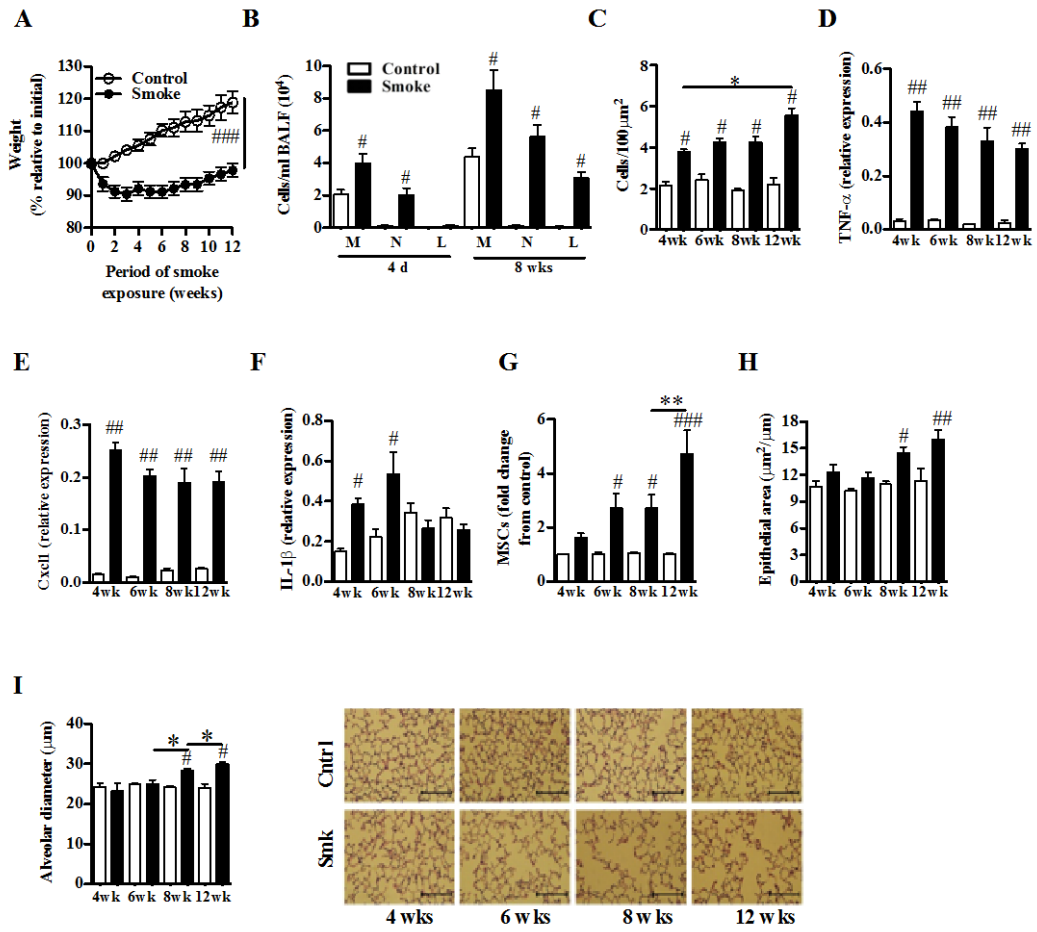 A
B
C
D
Weight
(% relative to initial)
130
120
110
100
90
80
Control
Smoke
###
0 2 4 6 8 10 12
Period of smoke
exposure (weeks)
Cells/ml BALF (10⁴)
10
8
6
4
2
0
Control
Smoke
# # # # #
M N L M N L
4 d 8 wks
Cells/100μm²
8
6
4
2
0
*
# # # #
4wk 6wk 8wk 12wk
TNF-α (relative expression)
0.6
0.4
0.2
0.0
## ## ## ##
4wk 6wk 8wk 12wk
E
F
G
H
Cxcl1 (relative expression)
0.3
0.2
0.1
0.0
## ## ## ##
4wk 6wk 8wk 12wk
IL-1β (relative expression)
0.8
0.6
0.4
0.2
0.0
# #
4wk 6wk 8wk 12wk
MSCs (fold change
from control)
6
4
2
0
**
# # ###
4wk 6wk 8wk 12wk
Epithelial area (μm²/μm)
18
15
12
9
6
3
0
# ##
4wk 6wk 8wk 12wk
I
Alveolar diameter (μm)
40
30
20
10
0
* *
# #
4wk 6wk 8wk 12wk
Cntrl
Smk
4 wks 6 wks 8 wks 12 wks